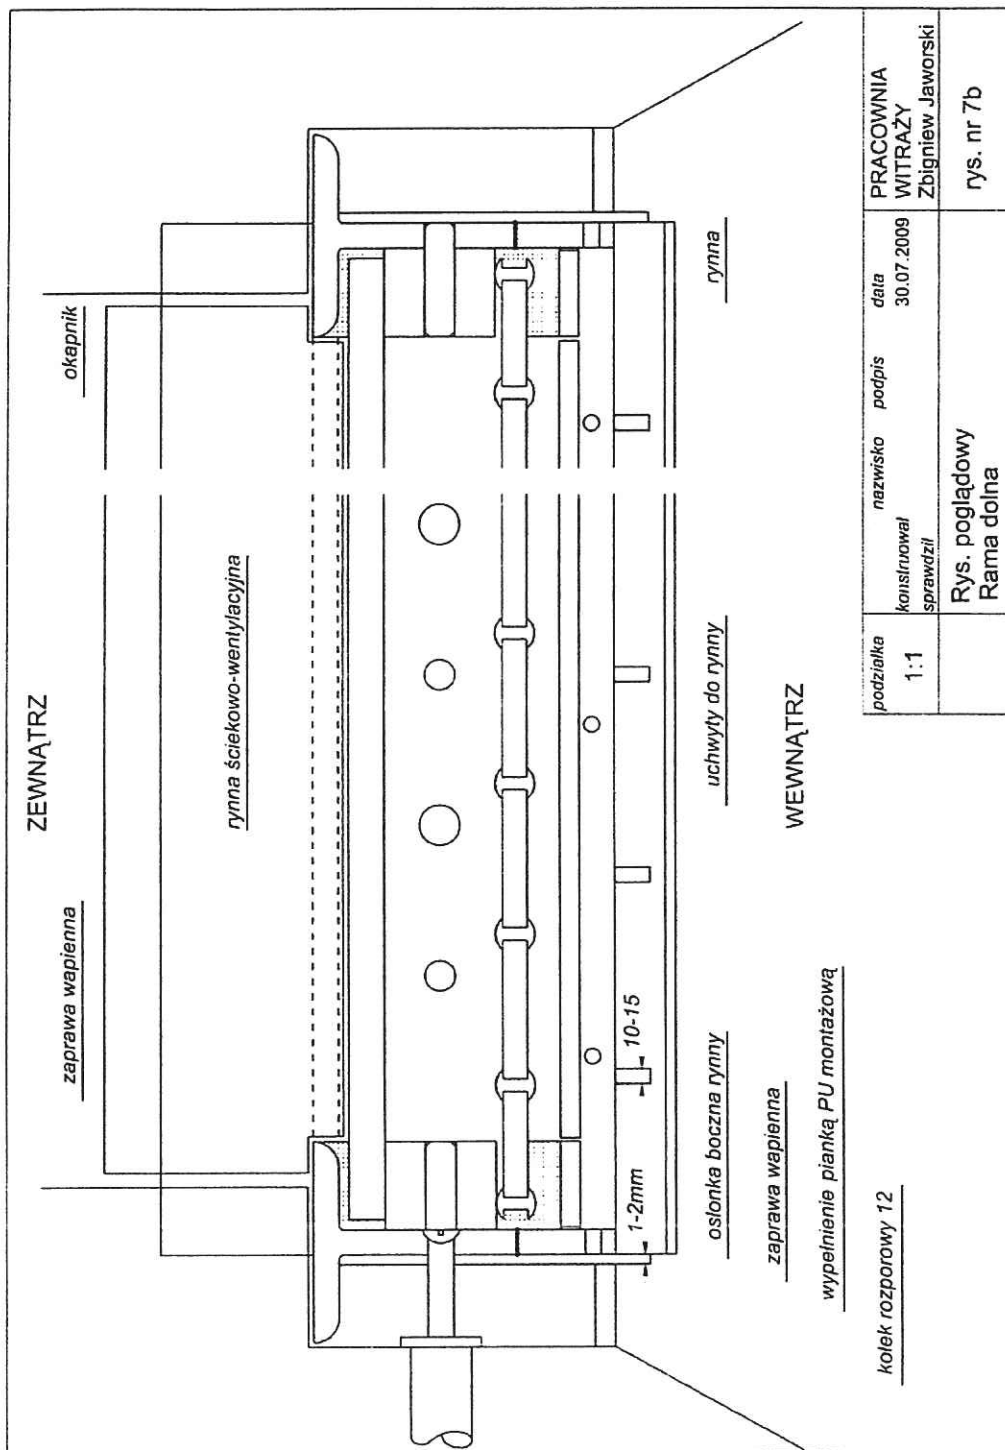 ZEWNĄTRZ
zaprawa wapienna
okapnik
rynna ściekowo-wentylacyjna
10-15
1-2mm
osłonka boczna rynny
uchwyty do rynny
rynna
zaprawa wapienna
WEWNĄTRZ
wypełnienie pianką PU montażową
kołek rozporowy 12
podziałka
1:1
nazwisko podpis data
konstruował 30.07.2009
sprawdził
PRACOWNIA
WITRAŻY
Zbigniew Jaworski
Rys. poglądowy
Rama dolna
rys. nr 7b